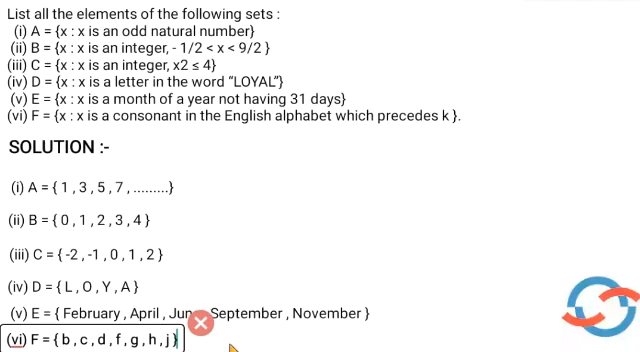 List all the elements of the following sets :
(i) A = {x : x is an odd natural number}
(ii) B = {x : x is an integer, - 1/2 < x < 9/2 }
(iii) C = {x : x is an integer, x2 ≤ 4}
(iv) D = {x : x is a letter in the word “LOYAL”}
(v) E = {x : x is a month of a year not having 31 days}
(vi) F = {x : x is a consonant in the English alphabet which precedes k }.
SOLUTION :-
(i) A = { 1 , 3 , 5 , 7 , .........}
(ii) B = { 0 , 1 , 2 , 3 , 4 }
(iii) C = { -2 , -1 , 0 , 1 , 2 }
(iv) D = { L , O , Y , A }
(v) E = { February , April , September , November }
(vi) F = { b , c , d , f , g , h , j }